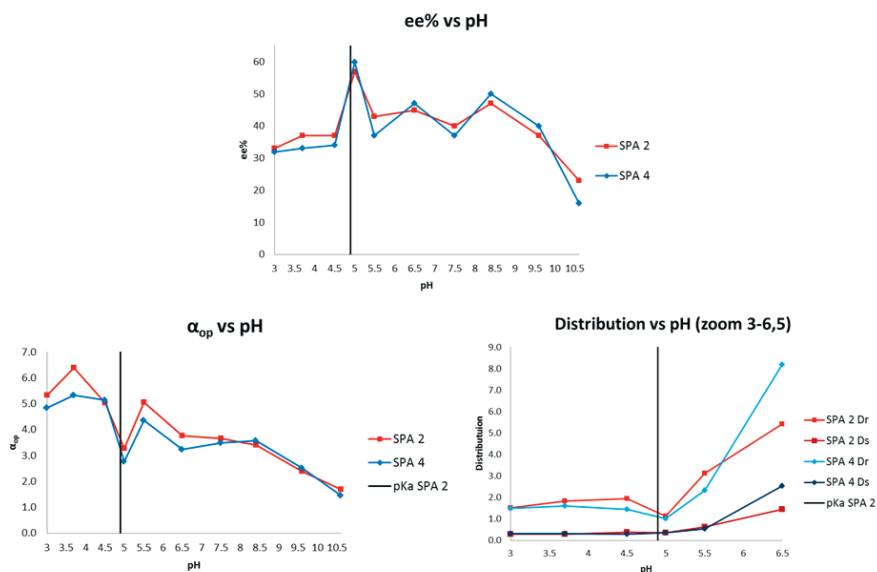 ee% vs pH
60
50
40
30
20
10
0
ee%
3 3.5 4 4.5 5 5.5 6 6.5 7 7.5 8 8.5 9 9.5 10 10.5
pH
SPA 2
SPA 4
αop vs pH
7.0
6.0
5.0
4.0
3.0
2.0
1.0
0.0
αop
3 3.5 4 4.5 5 5.5 6 6.5 7 7.5 8 8.5 9 9.5 10 10.5
pH
SPA 2
SPA 4
pKa SPA 2
Distribution vs pH (zoom 3-6,5)
9.0
8.0
7.0
6.0
5.0
4.0
3.0
2.0
1.0
0.0
Distributuion
3 3.5 4 4.5 5 5.5 6 6.5
pH
SPA 2 Dr
SPA 2 Ds
SPA 4 Dr
SPA 4 Ds
pKa SPA 2